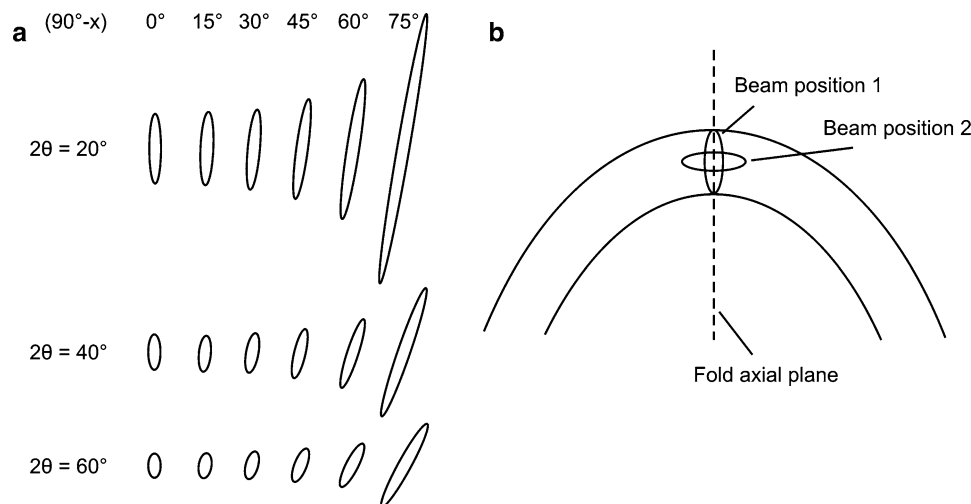 a (90°-x) 0° 15° 30° 45° 60° 75°
2θ = 20°
2θ = 40°
2θ = 60°
b
Beam position 1
Beam position 2
Fold axial plane